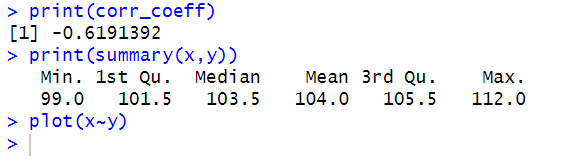 > print(corr_coeff)
[1] -0.6191392
> print(summary(x,y))
   Min. 1st Qu.  Median    Mean 3rd Qu.    Max.
   99.0   101.5   103.5   104.0   105.5   112.0
> plot(x~y)
>